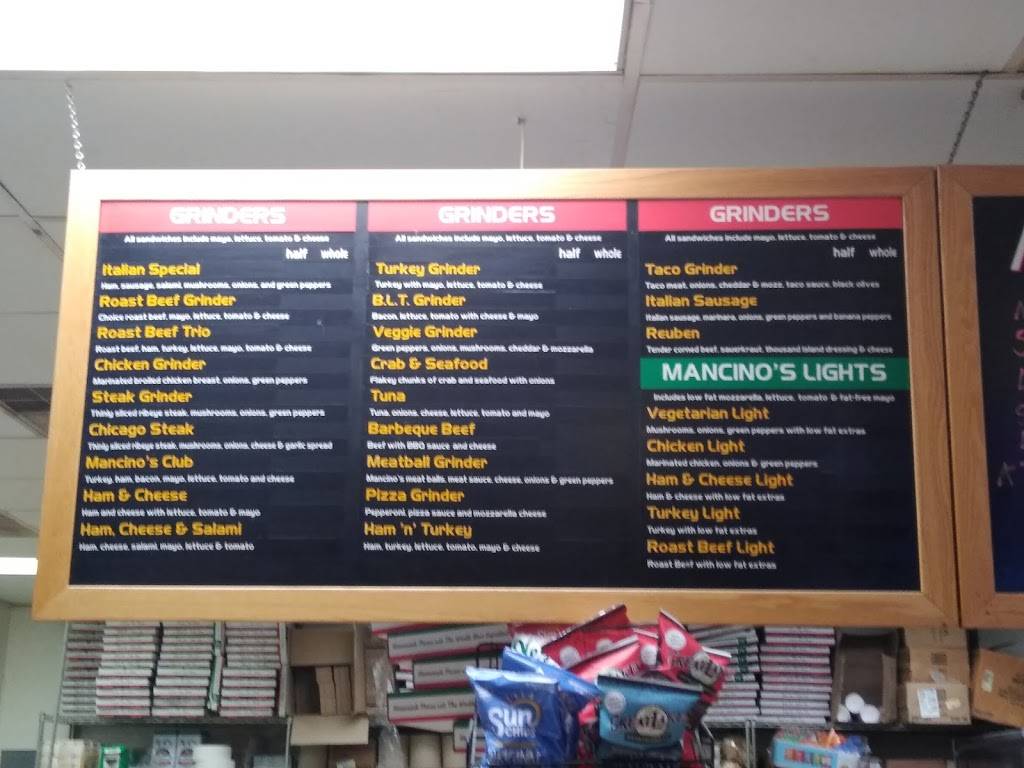 GRINDERS
All sandwiches include mayo, lettuce, tomato & cheese
half whole
Italian Special
Ham, sausage, salami, mushrooms, onions, and green peppers
Roast Beef Grinder
Choice roast beef, mayo, lettuce, tomato & cheese
Roast Beef Trio
Roast beef, ham, turkey, lettuce, mayo, tomato & cheese
Chicken Grinder
Marinated broiled chicken breast, onions, green peppers
Steak Grinder
Thinly sliced ribeye steak, mushrooms, onions, green peppers
Chicago Steak
Thinly sliced ribeye steak, mushrooms, onions, cheese & garlic spread
Mancino's Club
Turkey, ham, bacon, mayo, lettuce, tomato and cheese
Ham & Cheese
Ham and cheese with lettuce, tomato & mayo
Ham, Cheese & Salami
Ham, cheese, salami, mayo, lettuce & tomato
GRINDERS
All sandwiches include mayo, lettuce, tomato & cheese
half whole
Turkey Grinder
Turkey with mayo, lettuce, tomato & cheese
B.L.T. Grinder
Bacon, lettuce, tomato with cheese & mayo
Veggie Grinder
Green peppers, onions, mushrooms, cheddar & mozzarella
Crab & Seafood
Flakey chunks of crab and seafood with onions
Tuna
Tuna, onions, cheese, lettuce, tomato and mayo
Barbeque Beef
Beef with BBQ sauce and cheese
Meatball Grinder
Mancino's meat balls, meat sauce, cheese, onions & green peppers
Pizza Grinder
Pepperoni, pizza sauce and mozzarella cheese
Ham 'n' Turkey
Ham, turkey, lettuce, tomato, mayo & cheese
GRINDERS
All sandwiches include mayo, lettuce, tomato & cheese
half whole
Taco Grinder
Taco meat, onions, cheddar & mozz, taco sauce, black olives
Italian Sausage
Italian sausage, marinara, onions, green peppers and banana peppers
Reuben
Tender corned beef, sauerkraut, thousand island dressing & cheese
MANCINO'S LIGHTS
Includes low fat mozzarella, lettuce, tomato & fat-free mayo
Vegetarian Light
Mushrooms, onions, green peppers with low fat extras
Chicken Light
Marinated chicken, onions & green peppers
Ham & Cheese Light
Ham & cheese with low fat extras
Turkey Light
Turkey with low fat extras
Roast Beef Light
Roast Beef with low fat extras
Sun
CHIPS